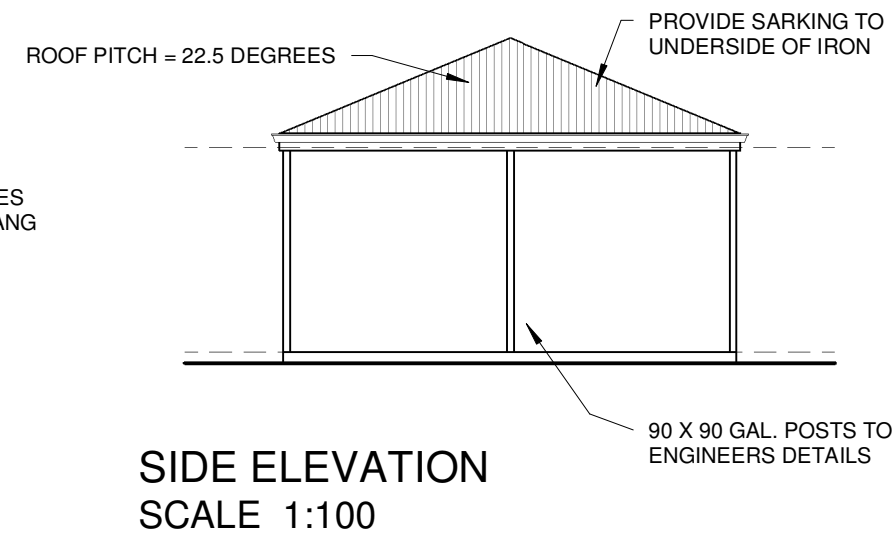 PROVIDE SARKING TO
UNDERSIDE OF IRON
ROOF PITCH = 22.5 DEGREES
ES
ANG
90 X 90 GAL. POSTS TO
ENGINEERS DETAILS
SIDE ELEVATION
SCALE 1:100